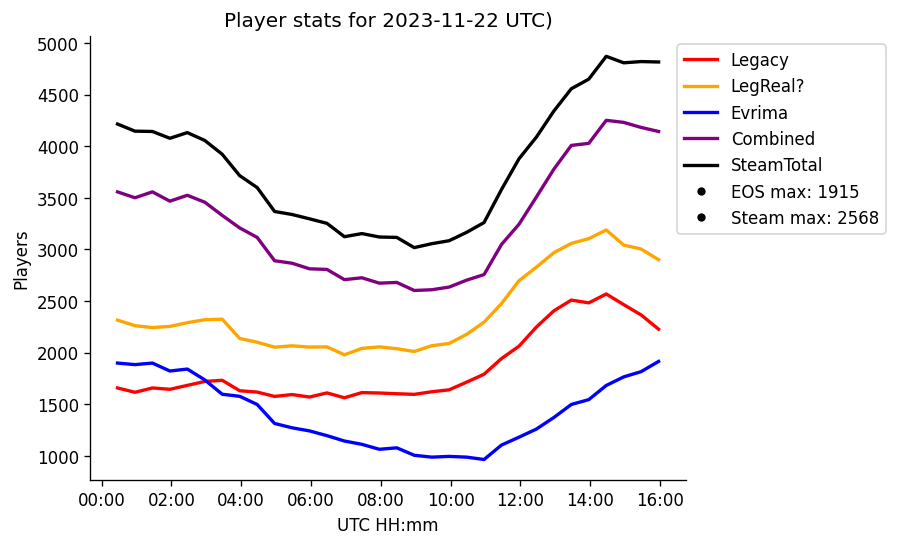 Player stats for 2023-11-22 UTC)
5000
4500
4000
3500
3000
2500
2000
1500
1000
Players
00:00 02:00 04:00 06:00 08:00 10:00 12:00 14:00 16:00
UTC HH:mm
Legacy
LegReal?
Evrima
Combined
SteamTotal
EOS max: 1915
Steam max: 2568